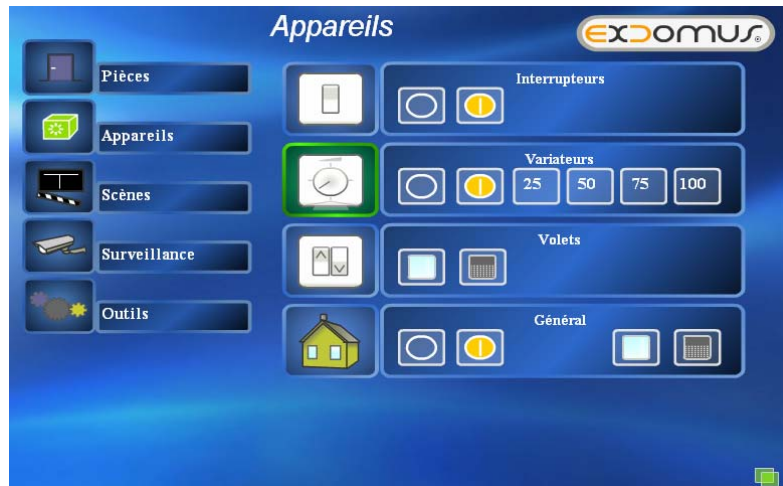 Appareils
EXDOMUS®
Pièces
Appareils
Scènes
Surveillance
Outils
Interrupteurs
Variateurs
25 50 75 100
Volets
Général